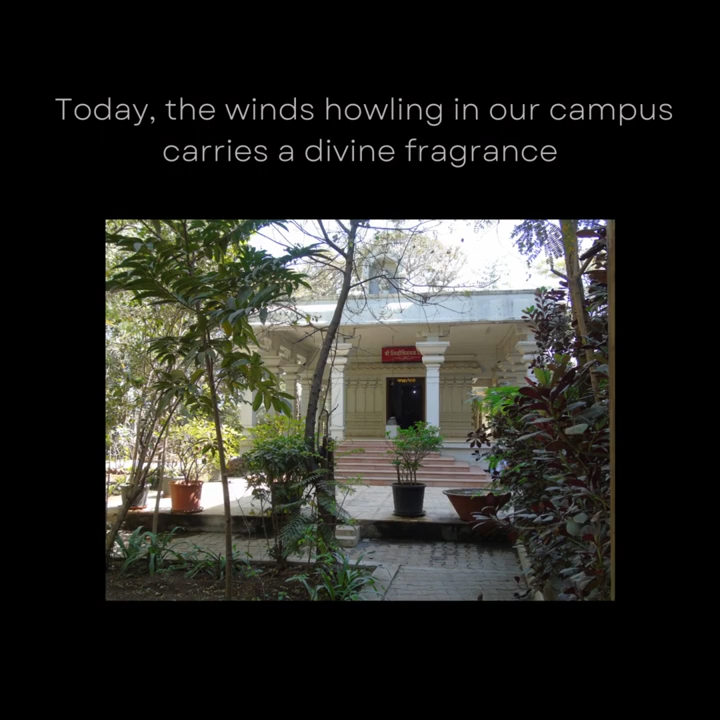 Today, the winds howling in our campus
carries a divine fragrance